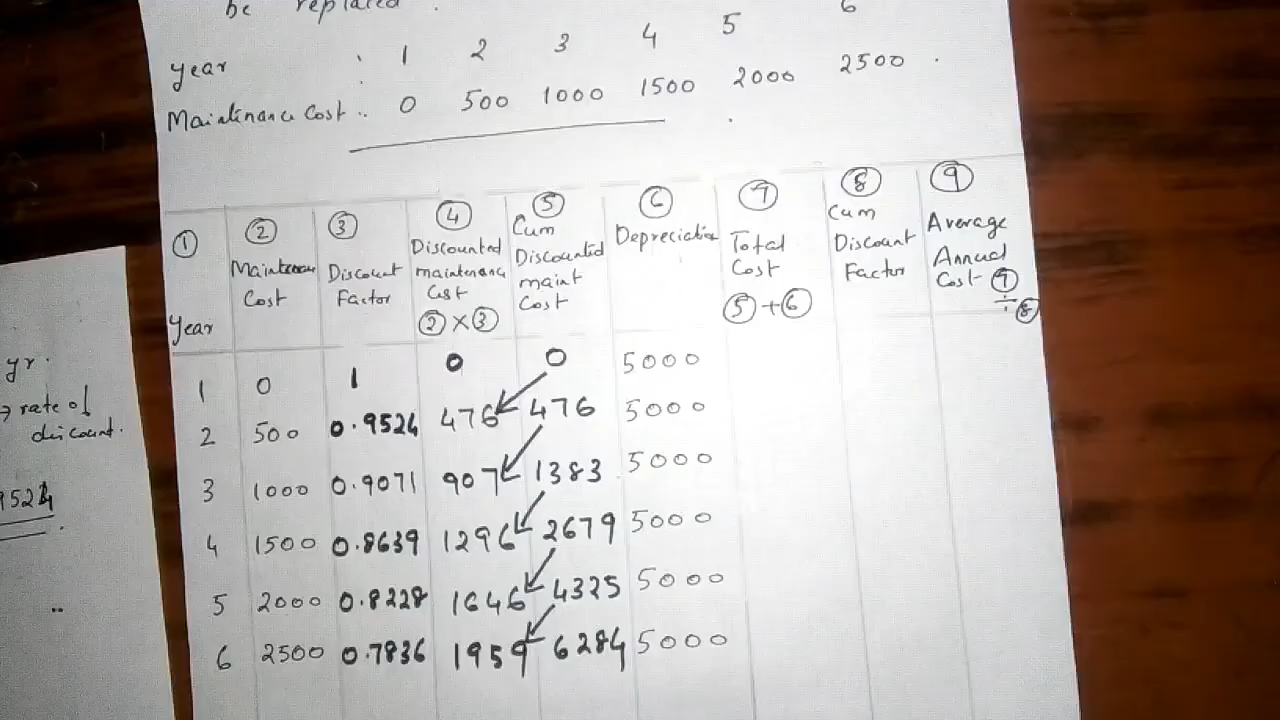 be replaced.
Year : 1 2 3 4 5 6
Maintenance Cost .. 0 500 1000 1500 2000 2500 .
① ② ③ ④ ⑤ ⑥ ⑦ ⑧ ⑨
Year
Maintenance
Cost
Discount
Factor
Discounted
maintenance
Cost
② × ③
Cum
Discounted
maint
Cost
Depreciation
Total
Cost
⑤ + ⑥
Cum
Discount
Factor
Average
Annual
Cost ⑦
÷ ⑧
1 0 1 0 0 5000
2 500 0.9524 476 476 5000
3 1000 0.9071 907 1383 5000
4 1500 0.8639 1296 2679 5000
5 2000 0.8228 1646 4325 5000
6 2500 0.7836 1959 6284 5000
yr.
→ rate of
discount.
9524
..